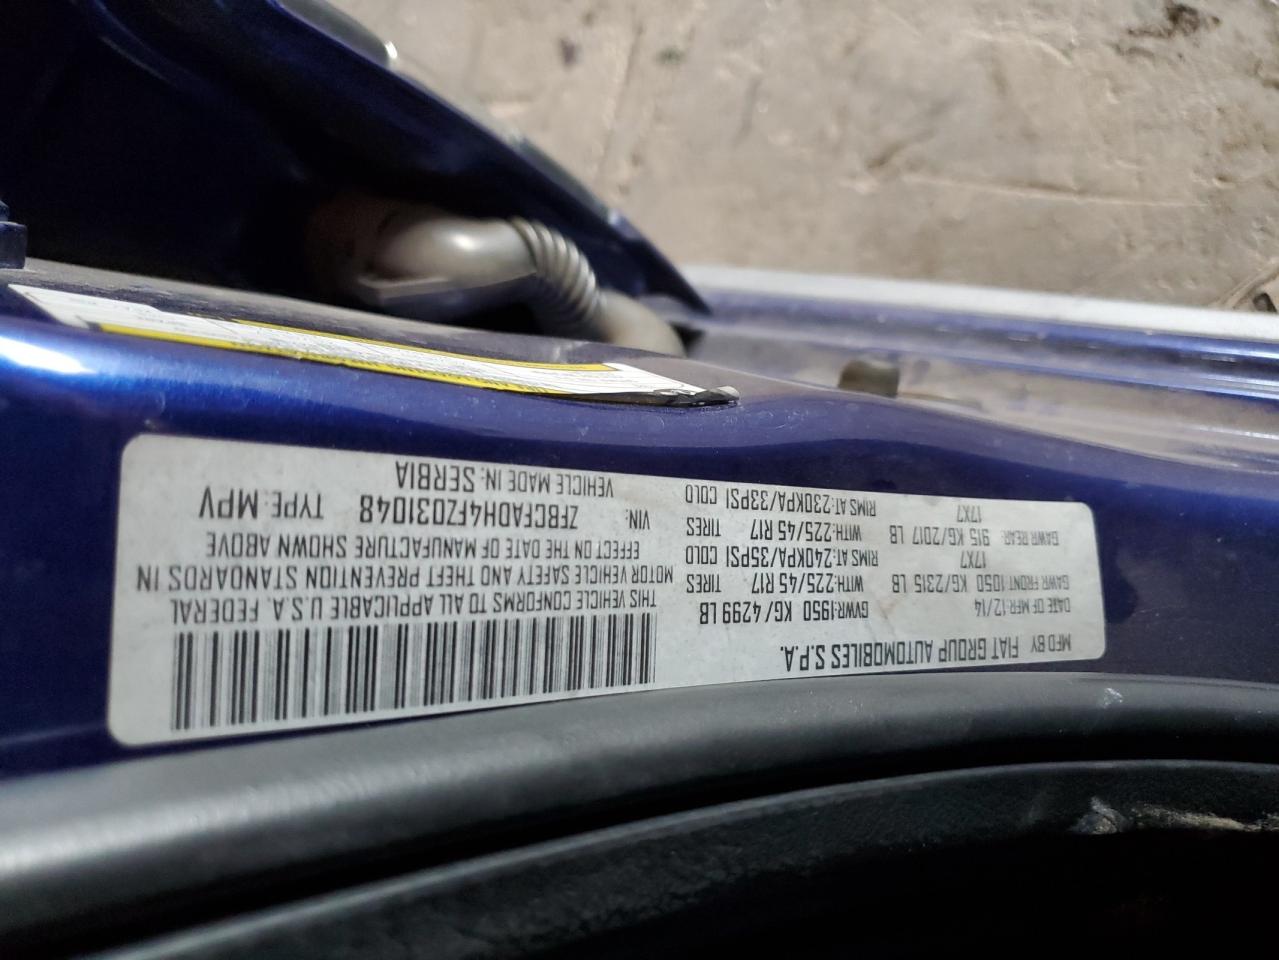 MFD BY FIAT GROUP AUTOMOBILES S.P.A.
DATE OF MFR:12/14 GVWR:1950 KG/4299 LB
GAWR FRONT 1050 KG/2315 LB WITH:225/45 R17 TIRES
17X7 RIMS AT:240KPA/35PSI COLD
GAWR REAR: 915 KG/2017 LB WITH:225/45 R17 TIRES
17X7 RIMS AT:230KPA/33PSI COLD
THIS VEHICLE CONFORMS TO ALL APPLICABLE U.S.A. FEDERAL
MOTOR VEHICLE SAFETY AND THEFT PREVENTION STANDARDS IN
EFFECT ON THE DATE OF MANUFACTURE SHOWN ABOVE
VIN: ZFBCFADH4FZ031048 TYPE: MPV
VEHICLE MADE IN: SERBIA